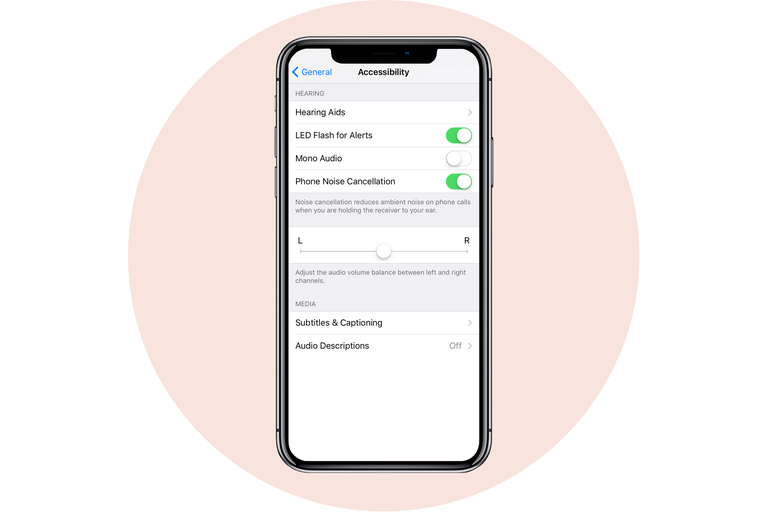 General
Accessibility
HEARING
Hearing Aids
LED Flash for Alerts
Mono Audio
Phone Noise Cancellation
Noise cancellation reduces ambient noise on phone calls
when you are holding the receiver to your ear.
L R
Adjust the audio volume balance between left and right
channels.
MEDIA
Subtitles & Captioning
Audio Descriptions Off